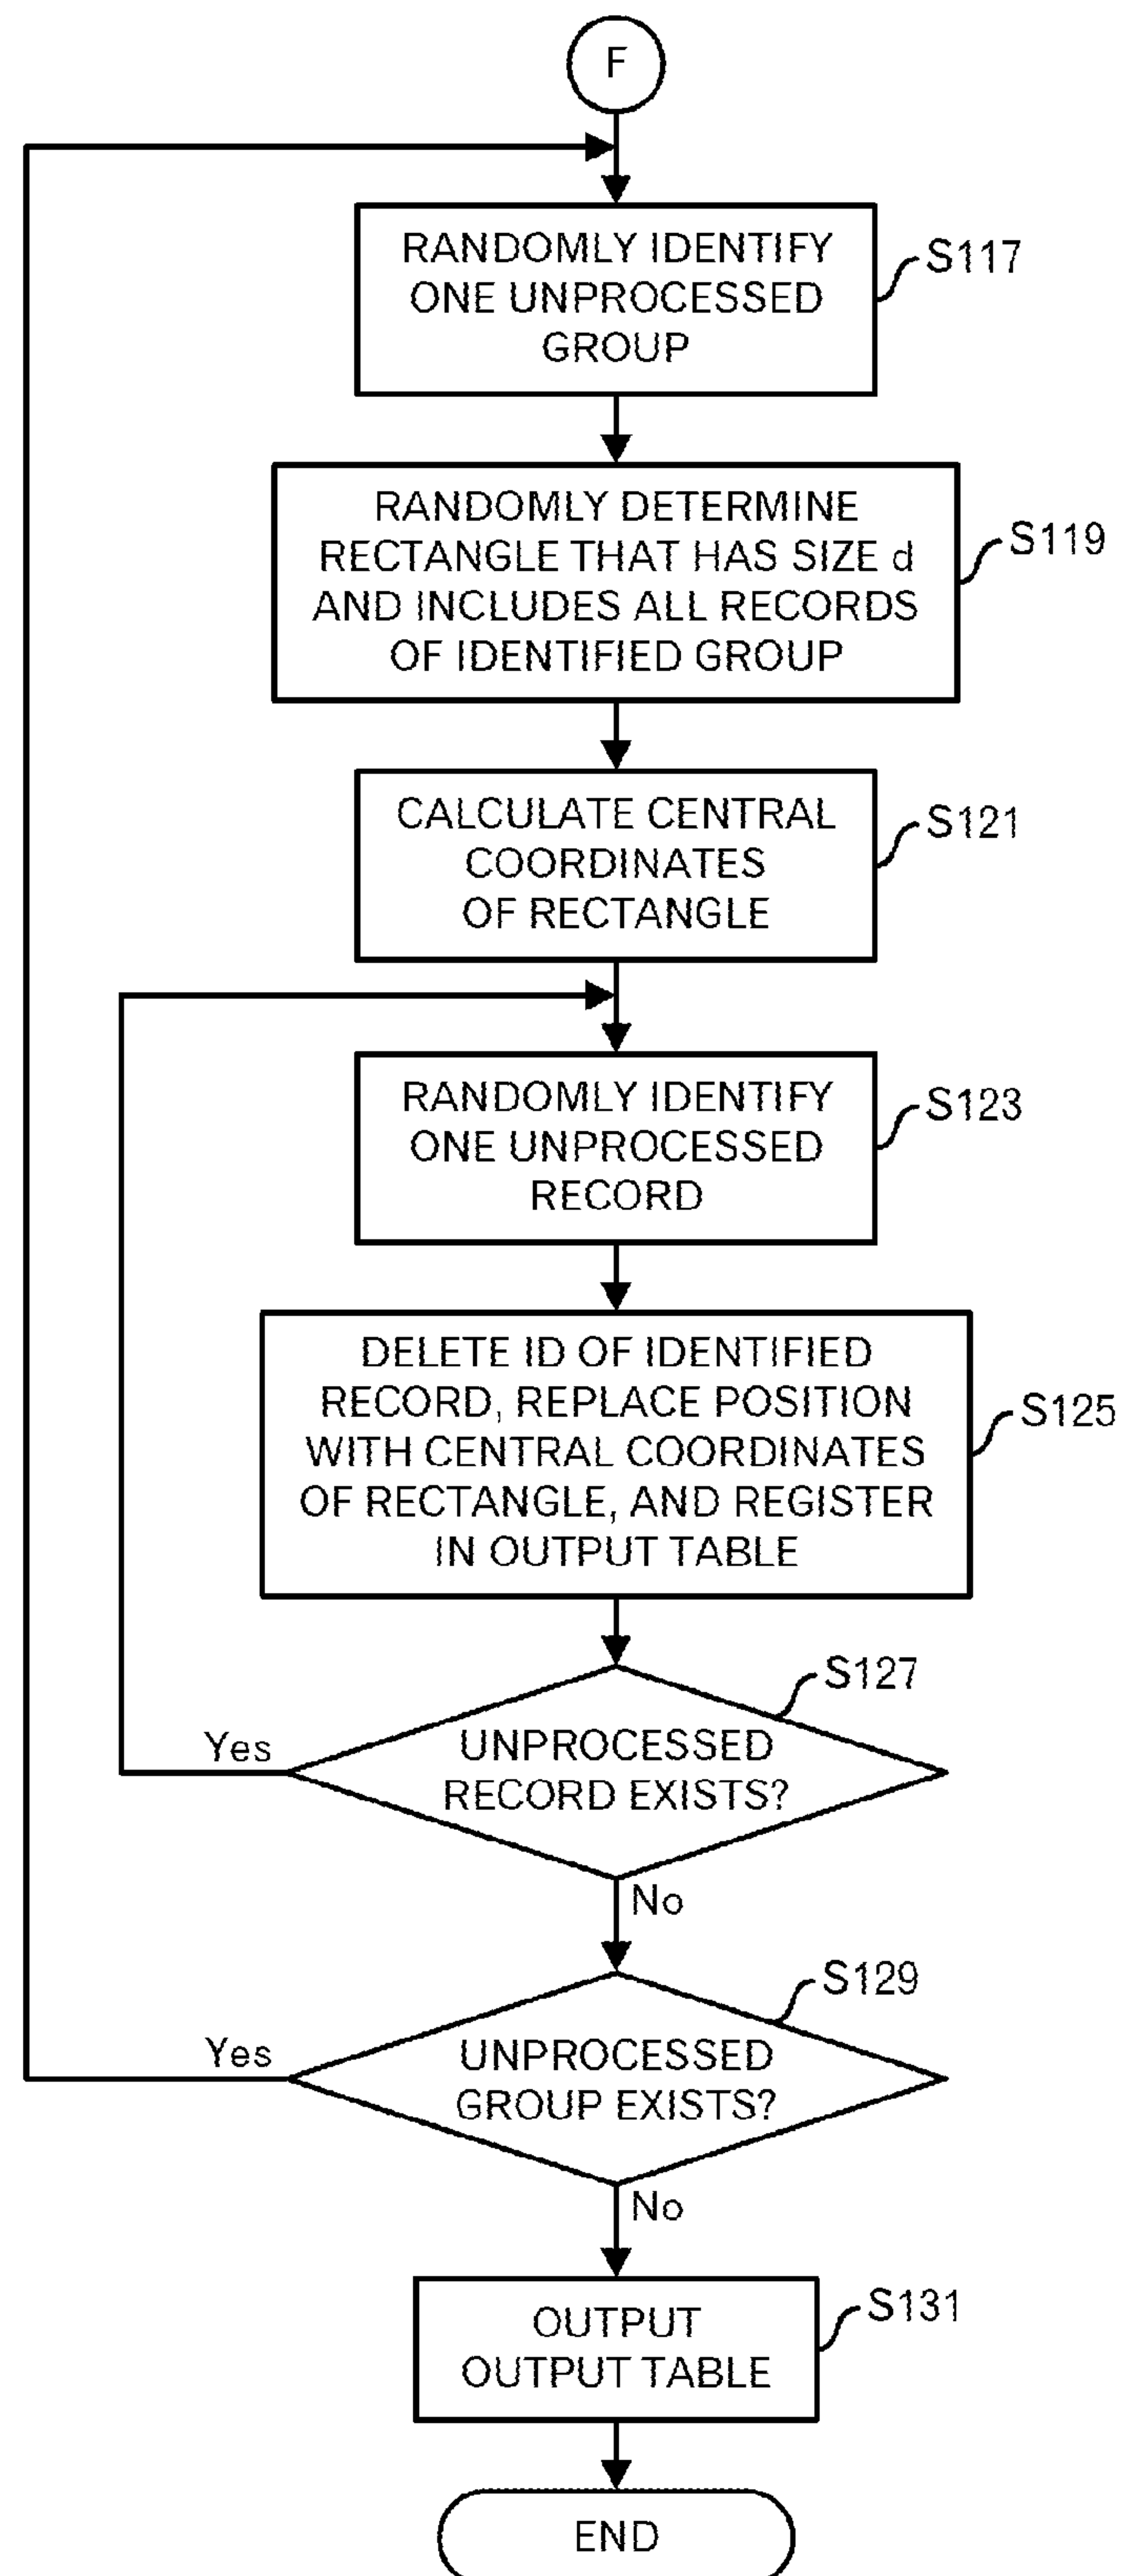 F
RANDOMLY IDENTIFY
ONE UNPROCESSED
GROUP
S117
RANDOMLY DETERMINE
RECTANGLE THAT HAS SIZE d
AND INCLUDES ALL RECORDS
OF IDENTIFIED GROUP
S119
CALCULATE CENTRAL
COORDINATES
OF RECTANGLE
S121
RANDOMLY IDENTIFY
ONE UNPROCESSED
RECORD
S123
DELETE ID OF IDENTIFIED
RECORD, REPLACE POSITION
WITH CENTRAL COORDINATES
OF RECTANGLE, AND REGISTER
IN OUTPUT TABLE
S125
S127
Yes
UNPROCESSED
RECORD EXISTS?
No
S129
Yes
UNPROCESSED
GROUP EXISTS?
No
OUTPUT
OUTPUT TABLE
S131
END